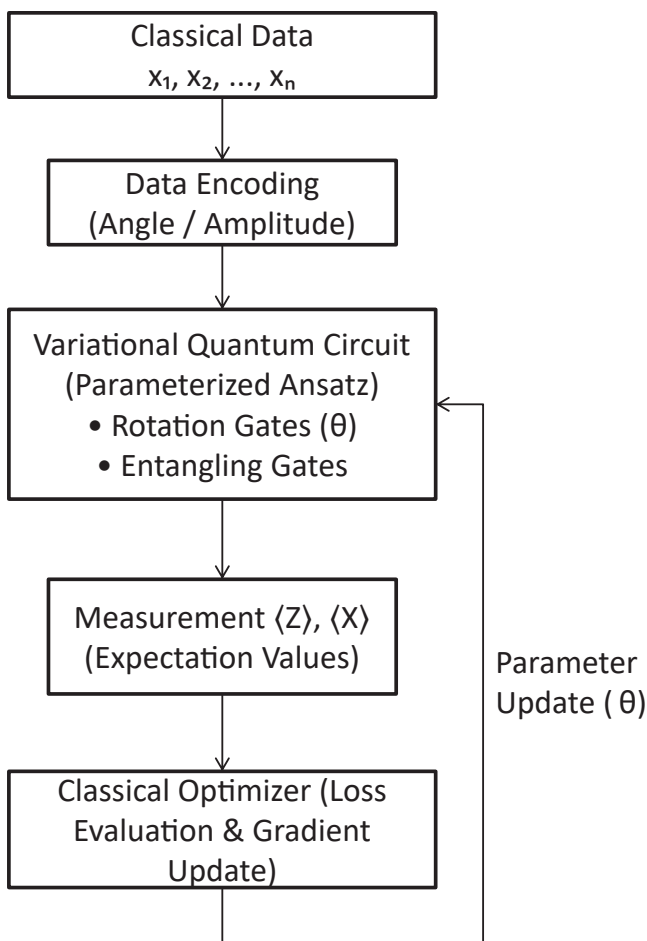 Classical Data
x₁, x₂, ..., xₙ
Data Encoding
(Angle / Amplitude)
Variational Quantum Circuit
(Parameterized Ansatz)
• Rotation Gates (θ)
• Entangling Gates
Measurement ⟨Z⟩, ⟨X⟩
(Expectation Values)
Parameter
Update ( θ)
Classical Optimizer (Loss
Evaluation & Gradient
Update)